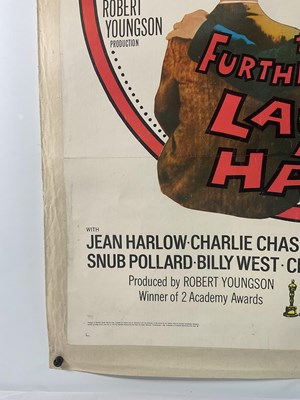 ROBERT
YOUNGSON
PRODUCTION
FURTHE
LA
HA
WITH
JEAN HARLOW·CHARLIE CHAS
SNUB POLLARD·BILLY WEST·C
Produced by ROBERT YOUNGSON
Winner of 2 Academy Awards